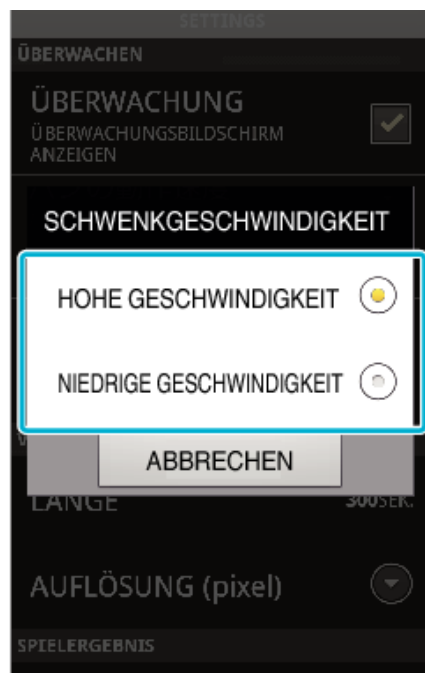 SETTINGS
ÜBERWACHEN
ÜBERWACHUNG
ÜBERWACHUNGSBILDSCHIRM
ANZEIGEN
SCHWENKGESCHWINDIGKEIT
HOHE GESCHWINDIGKEIT
NIEDRIGE GESCHWINDIGKEIT
ABBRECHEN
LÄNGE 300SEK.
AUFLÖSUNG (pixel)
SPIELERGEBNIS